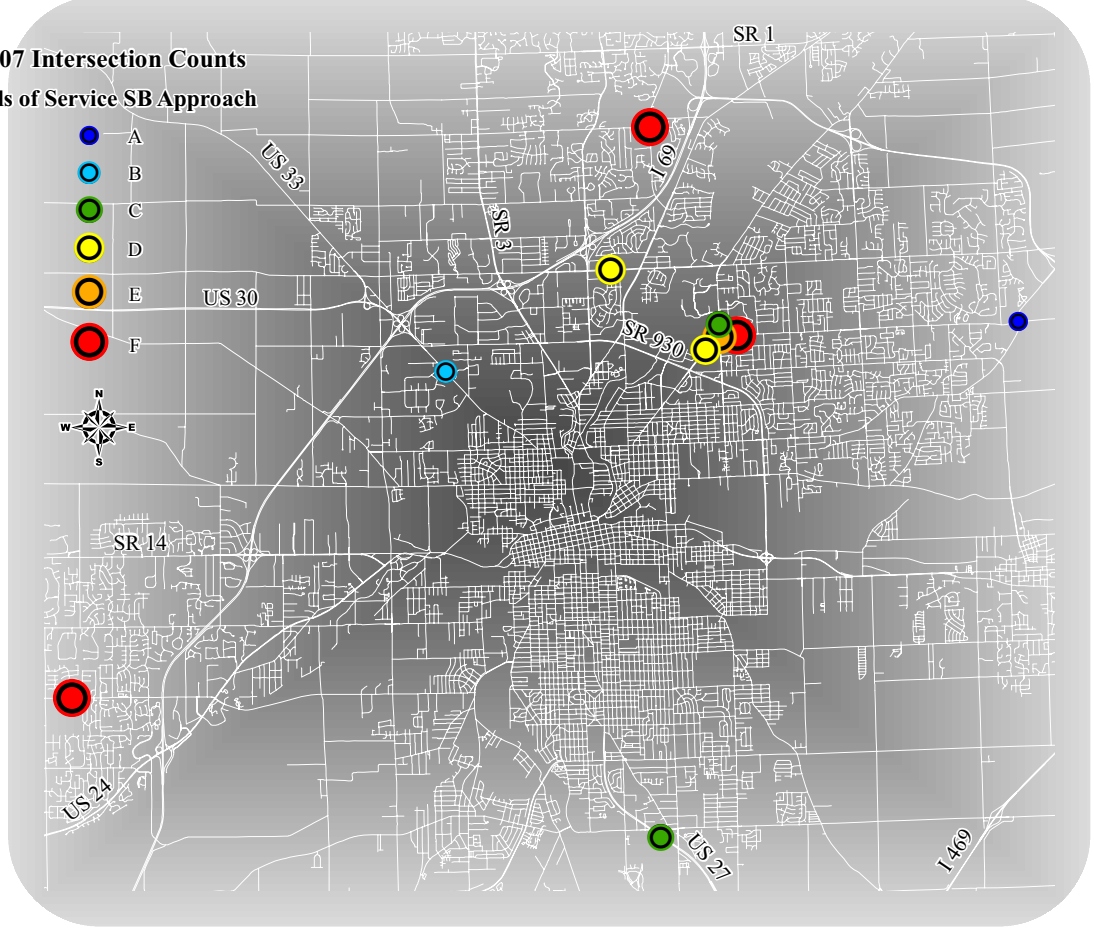 SR 1
07 Intersection Counts
ls of Service SB Approach
A
B
C
D
E
F
US 33
I 69
SR 3
US 30
SR 930
N
W E
S
SR 14
US 24
US 27
I 469